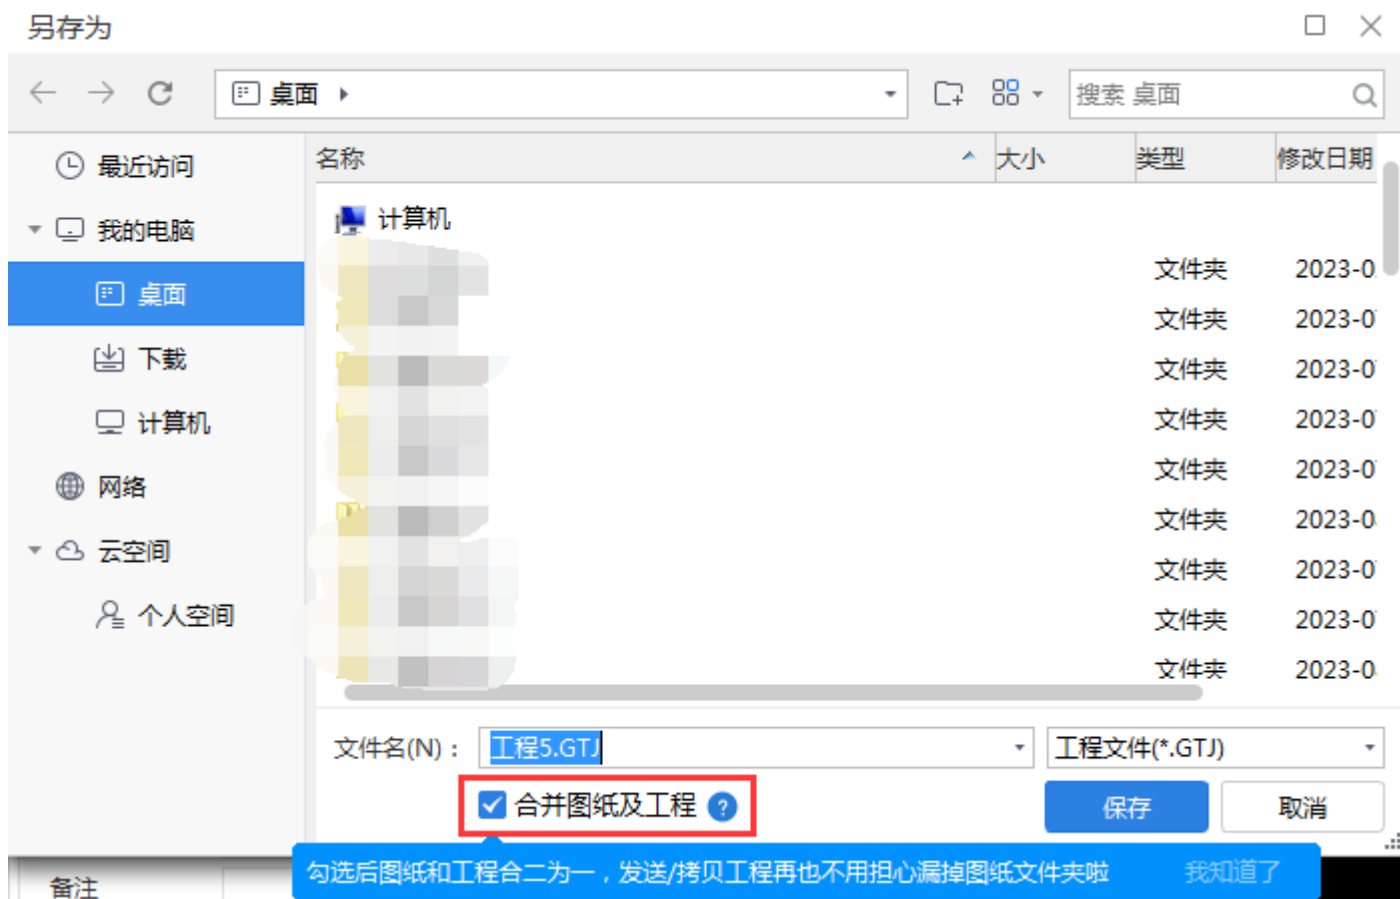 另存为
桌面
搜索 桌面
最近访问
我的电脑
桌面
下载
计算机
网络
云空间
个人空间
名称 大小 类型 修改日期
计算机
文件夹 2023-0
文件夹 2023-0
文件夹 2023-0
文件夹 2023-0
文件夹 2023-0
文件夹 2023-0
文件夹 2023-0
文件夹 2023-0
文件夹 2023-0
文件名(N)： 工程5.GTJ 工程文件(*.GTJ)
合并图纸及工程 ? 保存 取消
勾选后图纸和工程合二为一，发送/拷贝工程再也不用担心漏掉图纸文件夹啦 我知道了
备注